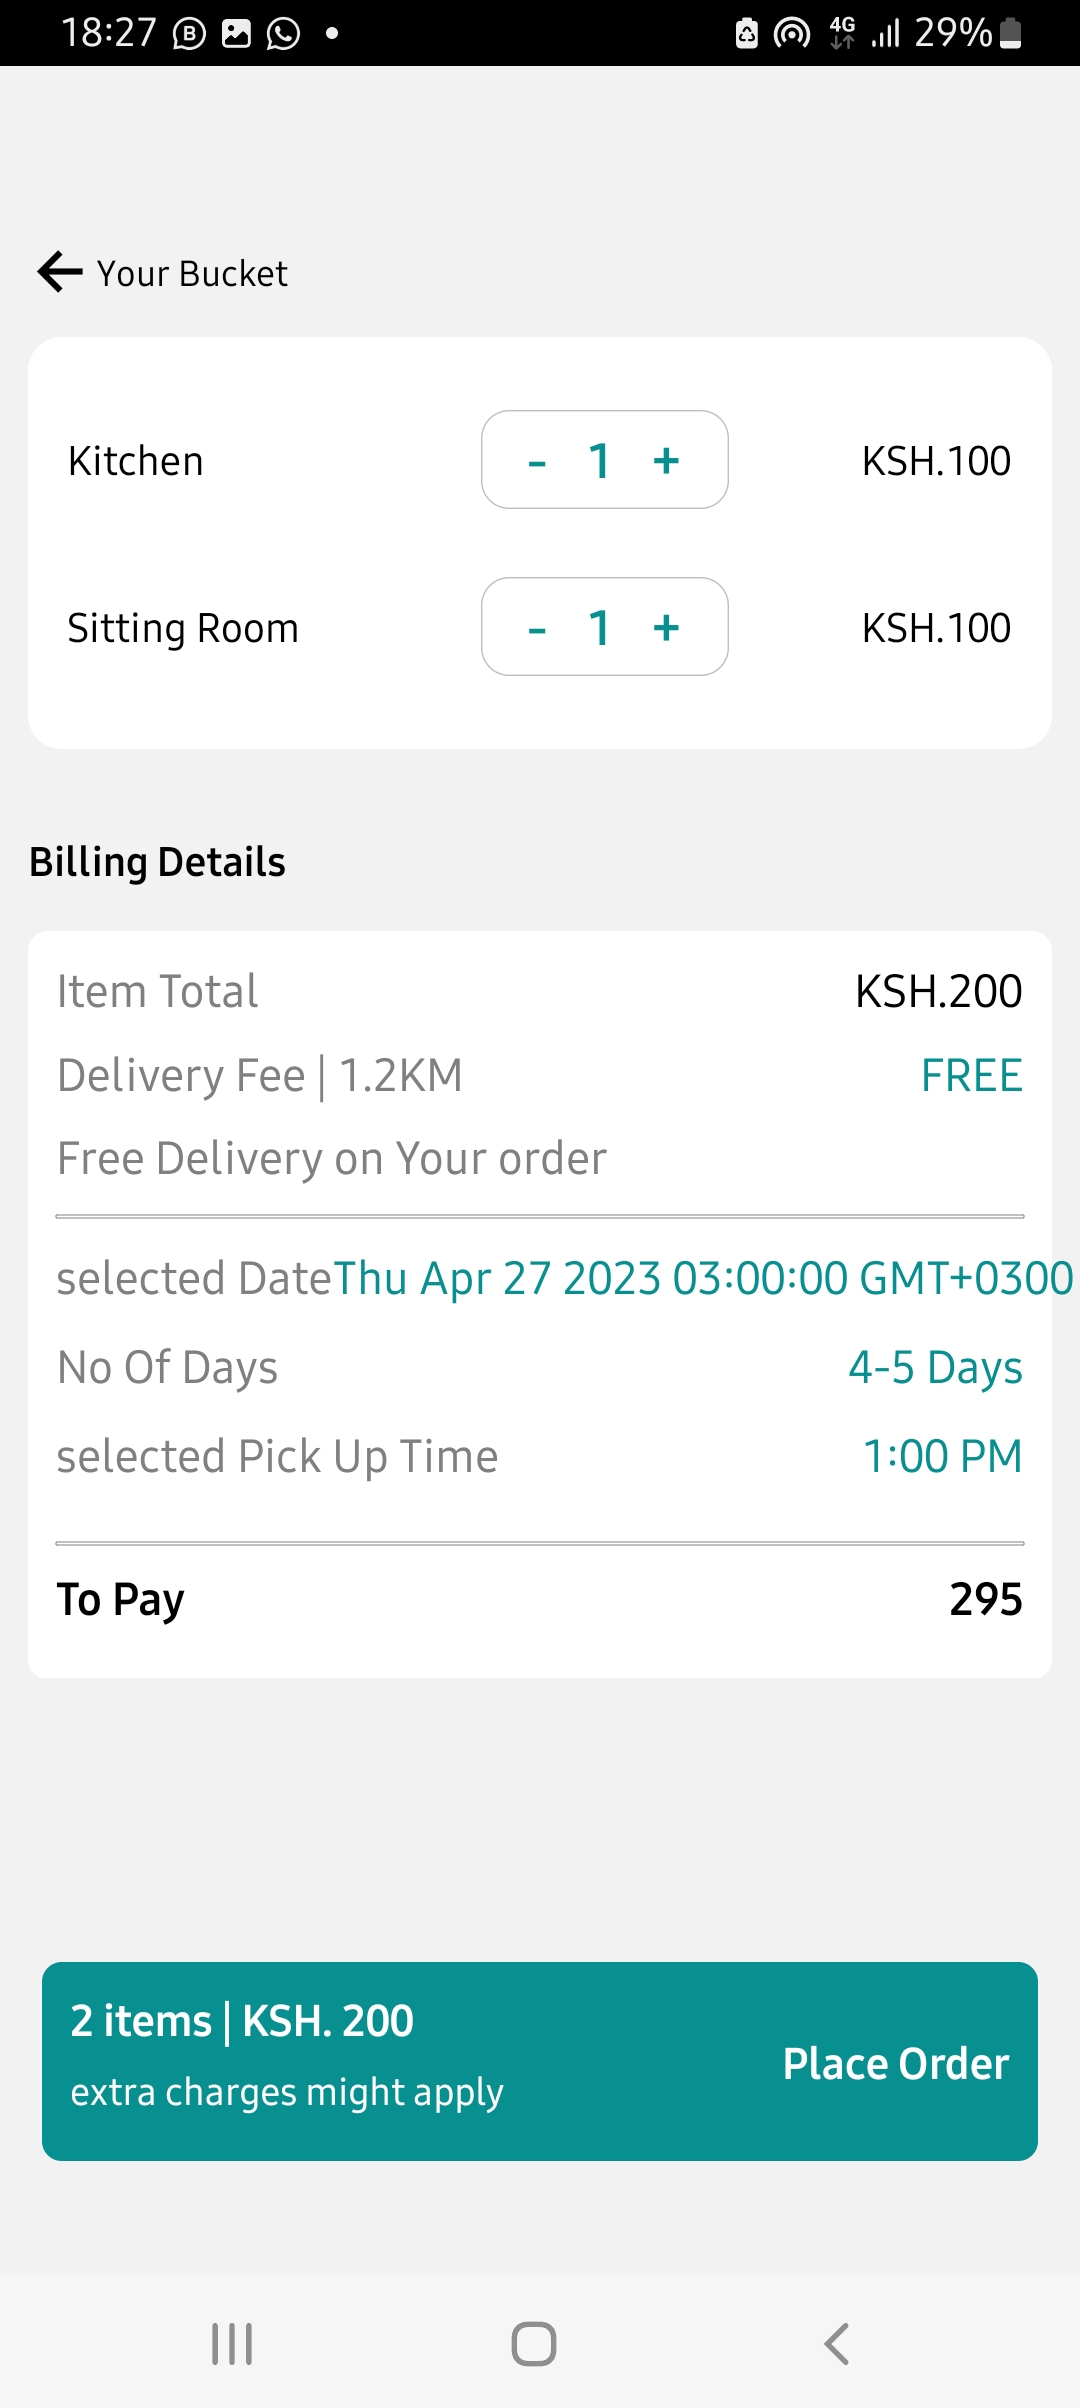 18:27 4G 29%
Your Bucket
Kitchen - 1 + KSH.100
Sitting Room - 1 + KSH.100
Billing Details
Item Total KSH.200
Delivery Fee | 1.2KM FREE
Free Delivery on Your order
selected DateThu Apr 27 2023 03:00:00 GMT+0300
No Of Days 4-5 Days
selected Pick Up Time 1:00 PM
To Pay 295
2 items | KSH. 200
extra charges might apply
Place Order